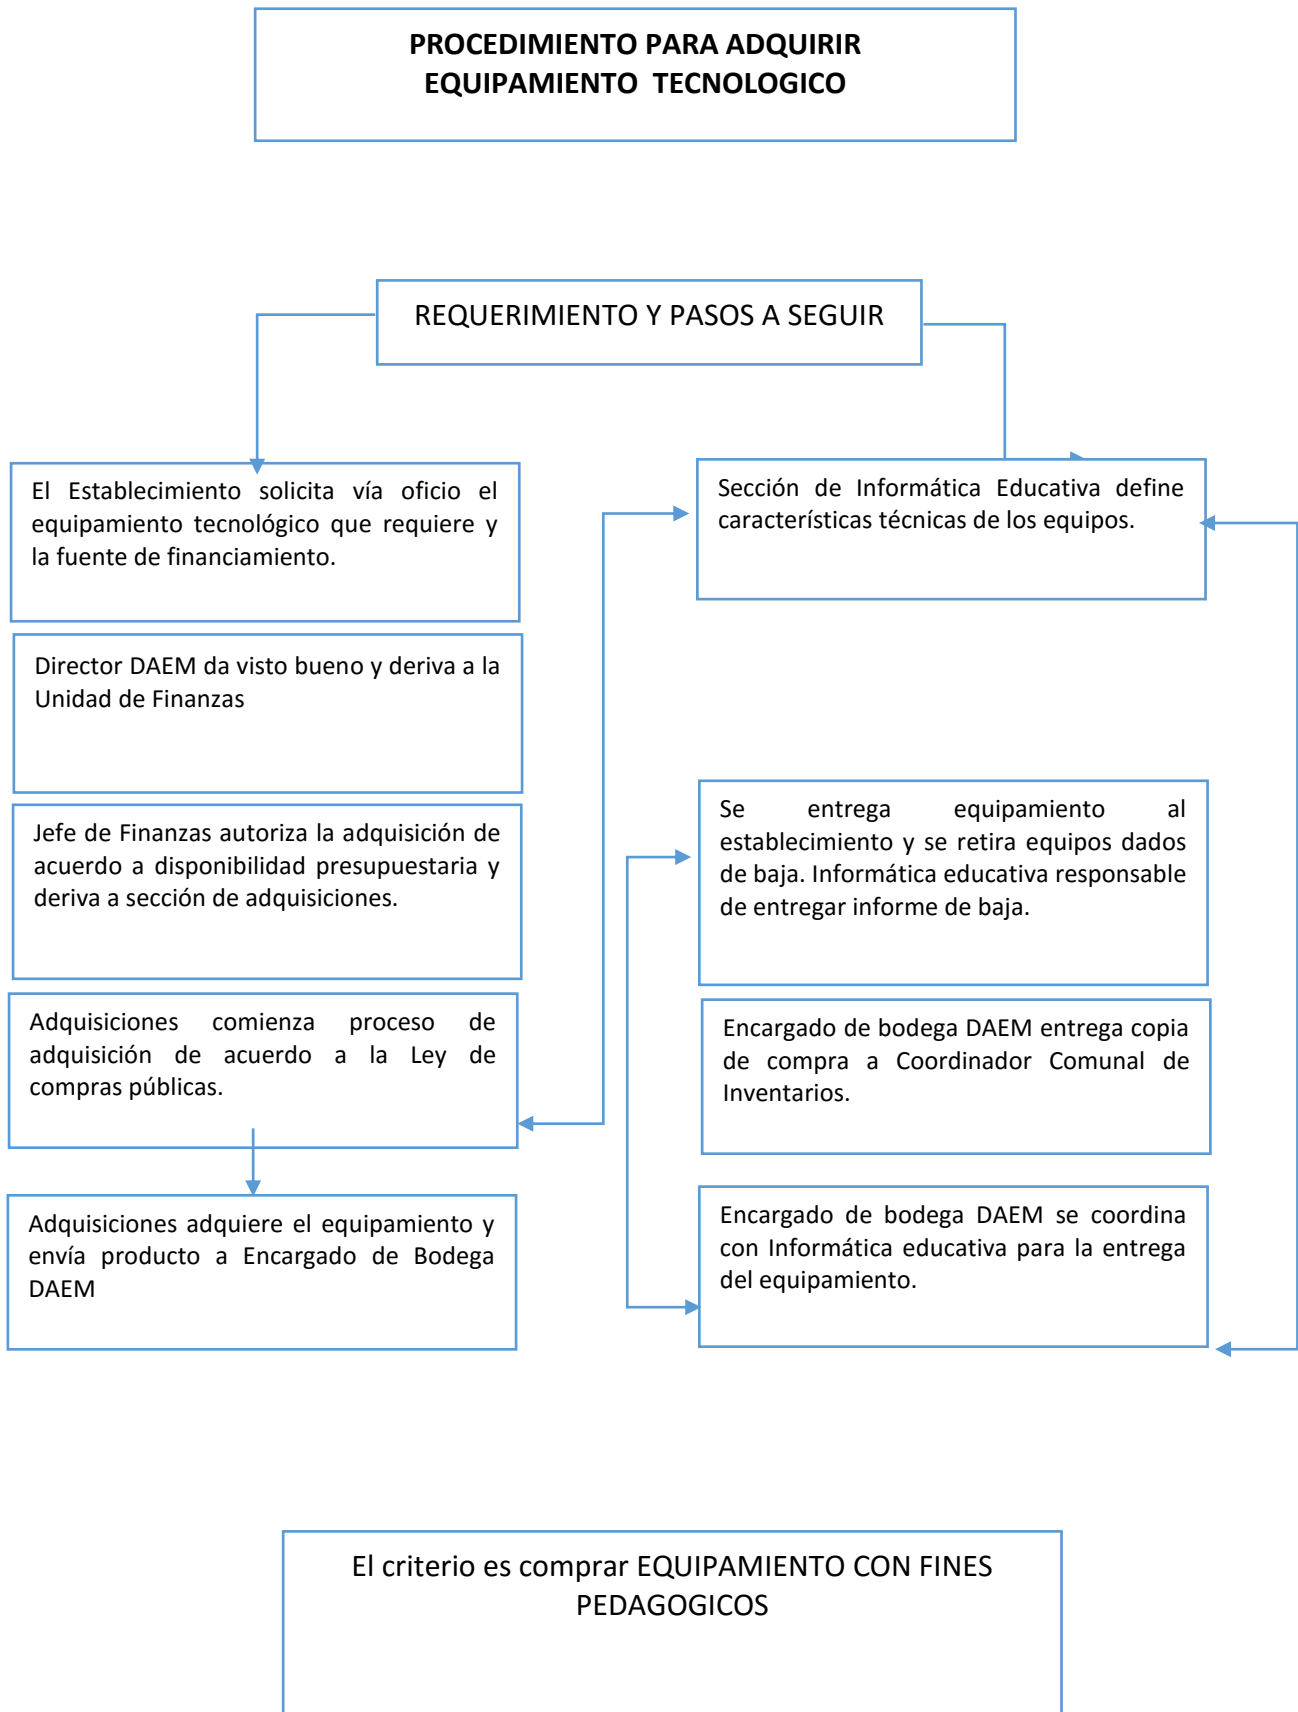 PROCEDIMIENTO PARA ADQUIRIR
EQUIPAMIENTO TECNOLOGICO
REQUERIMIENTO Y PASOS A SEGUIR
El Establecimiento solicita vía oficio el
equipamiento tecnológico que requiere y
la fuente de financiamiento.
Director DAEM da visto bueno y deriva a la
Unidad de Finanzas
Jefe de Finanzas autoriza la adquisición de
acuerdo a disponibilidad presupuestaria y
deriva a sección de adquisiciones.
Adquisiciones comienza proceso de
adquisición de acuerdo a la Ley de
compras públicas.
Adquisiciones adquiere el equipamiento y
envía producto a Encargado de Bodega
DAEM
Sección de Informática Educativa define
características técnicas de los equipos.
Se entrega equipamiento al
establecimiento y se retira equipos dados
de baja. Informática educativa responsable
de entregar informe de baja.
Encargado de bodega DAEM entrega copia
de compra a Coordinador Comunal de
Inventarios.
Encargado de bodega DAEM se coordina
con Informática educativa para la entrega
del equipamiento.
El criterio es comprar EQUIPAMIENTO CON FINES
PEDAGOGICOS